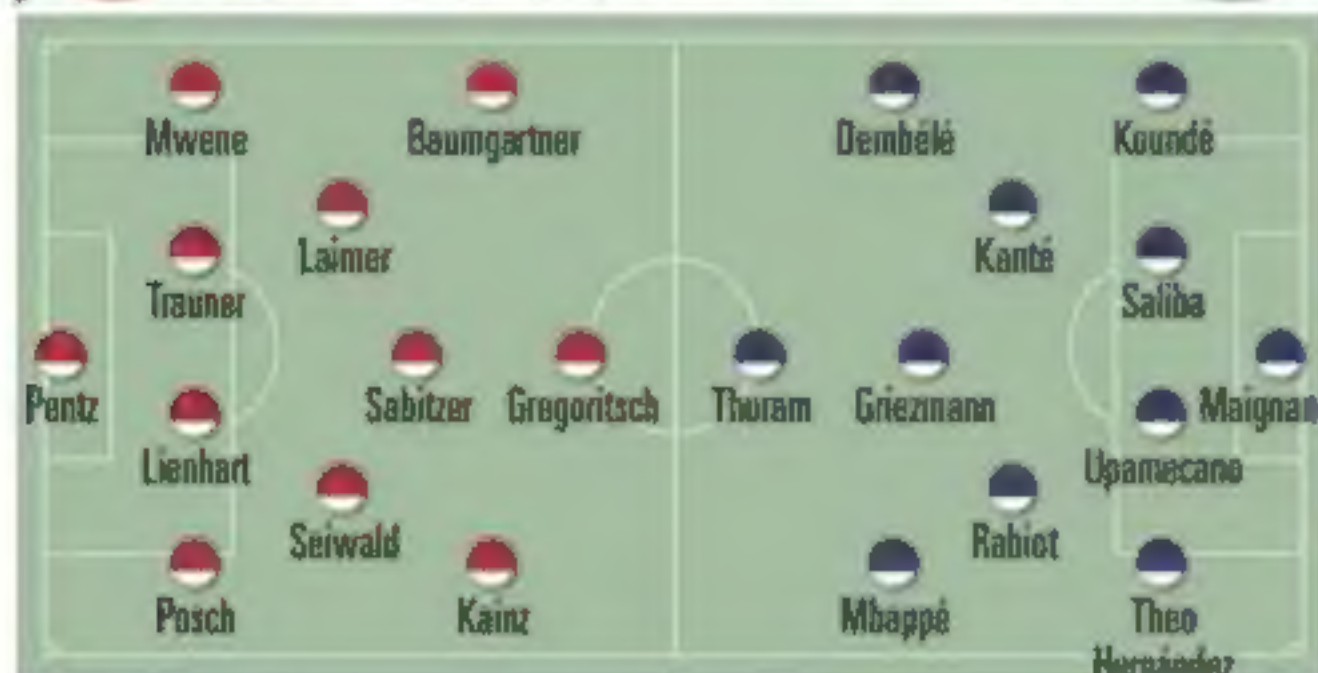 Mwene
Baumgartner
Dembélé
Koundé
Laimer
Kanté
Trauner
Saliba
Pentz
Sabitzer
Gregoritsch
Thuram
Griezmann
Maignan
Lienhart
Upamecano
Seiwald
Rabiot
Posch
Kainz
Mbappé
Theo
Hernández